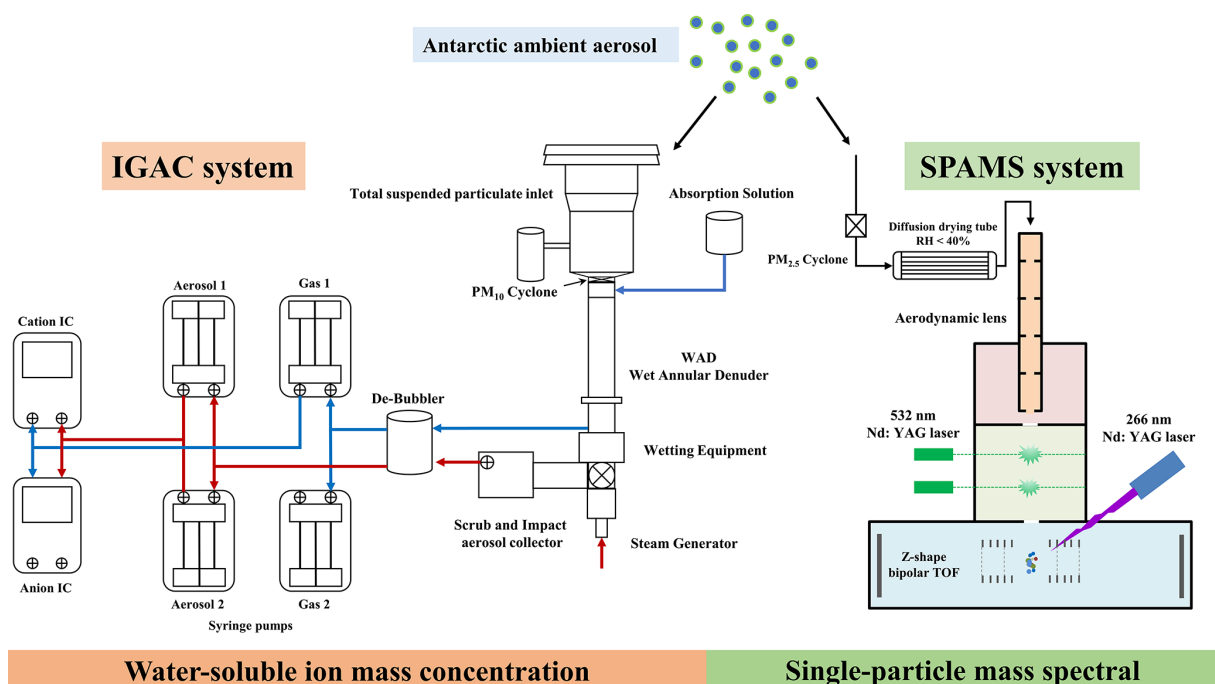 Antarctic ambient aerosol
IGAC system
SPAMS system
Total suspended particulate inlet
Absorption Solution
Diffusion drying tube
RH < 40%
PM2.5 Cyclone
PM10 Cyclone
Aerosol 1
Gas 1
Cation IC
Aerodynamic lens
WAD
Wet Annular Denuder
De-Bubbler
532 nm
Nd: YAG laser
266 nm
Nd: YAG laser
Wetting Equipment
Scrub and Impact
aerosol collector
Steam Generator
Z-shape
bipolar TOF
Anion IC
Aerosol 2
Gas 2
Syringe pumps
Water-soluble ion mass concentration
Single-particle mass spectral